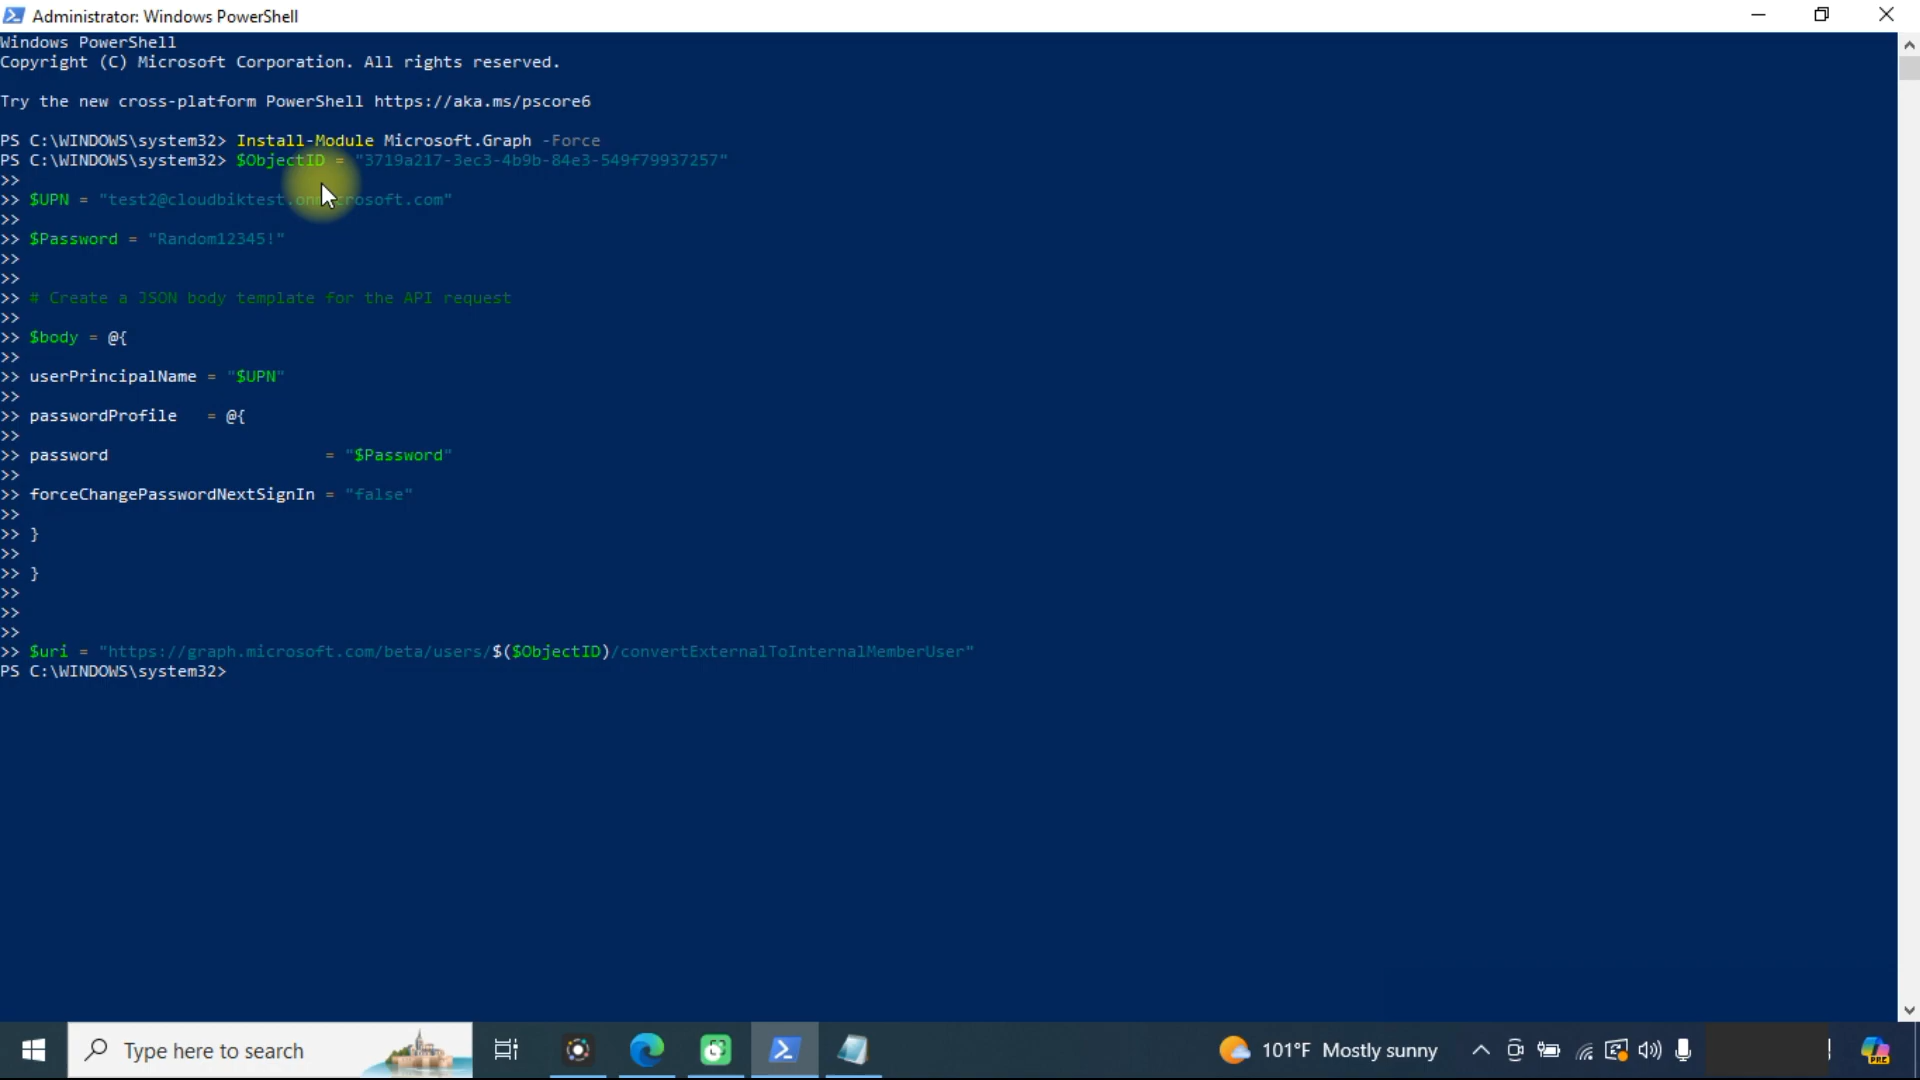 Administrator: Windows PowerShell
Windows PowerShell
Copyright (C) Microsoft Corporation. All rights reserved.
Try the new cross-platform PowerShell https://aka.ms/pscore6
PS C:\WINDOWS\system32> Install-Module Microsoft.Graph -Force
PS C:\WINDOWS\system32> $ObjectID = "3719a217-3ec3-4b9b-84e3-549f79937257"
>>
>> $UPN = "test2@cloudbiktest.onmicrosoft.com"
>>
>> $Password = "Random12345!"
>>
>>
>> # Create a JSON body template for the API request
>>
>> $body = @{
>>
>> userPrincipalName = "$UPN"
>>
>> passwordProfile   = @{
>>
>> password                      = "$Password"
>>
>> forceChangePasswordNextSignIn = "false"
>>
>> }
>>
>> }
>>
>>
>>
>> $uri = "https://graph.microsoft.com/beta/users/$($ObjectID)/convertExternalToInternalMemberUser"
PS C:\WINDOWS\system32>
Type here to search
101°F Mostly sunny
PRE